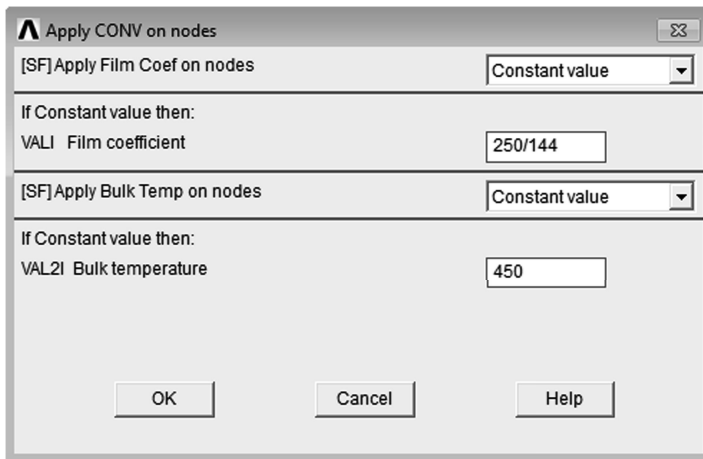 Apply CONV on nodes
[SF] Apply Film Coef on nodes Constant value
If Constant value then:
VALI Film coefficient 250/144
[SF] Apply Bulk Temp on nodes Constant value
If Constant value then:
VAL2I Bulk temperature 450
OK Cancel Help